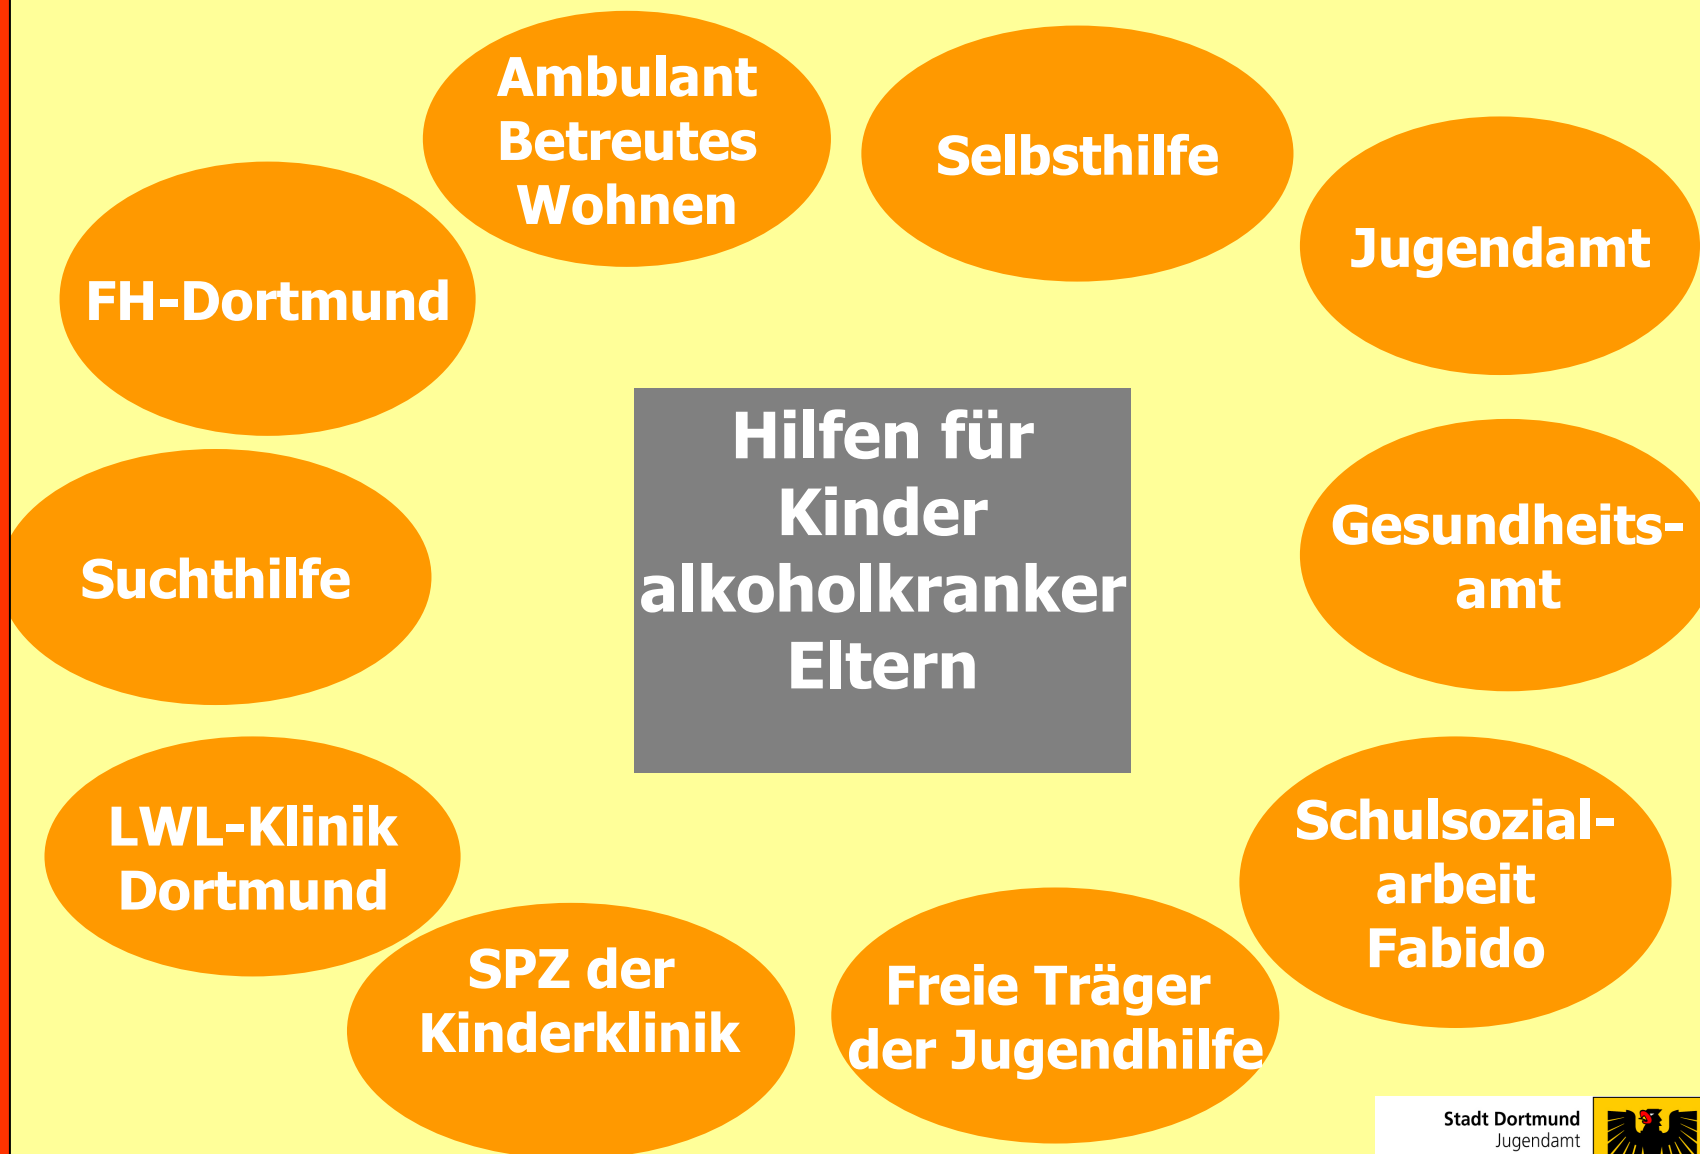 Ambulant
Betreutes
Wohnen
Selbsthilfe
Jugendamt
FH-Dortmund
Hilfen für
Kinder
alkoholkranker
Eltern
Gesundheits-
amt
Suchthilfe
LWL-Klinik
Dortmund
Schulsozial-
arbeit
Fabido
SPZ der
Kinderklinik
Freie Träger
der Jugendhilfe
Stadt Dortmund
Jugendamt